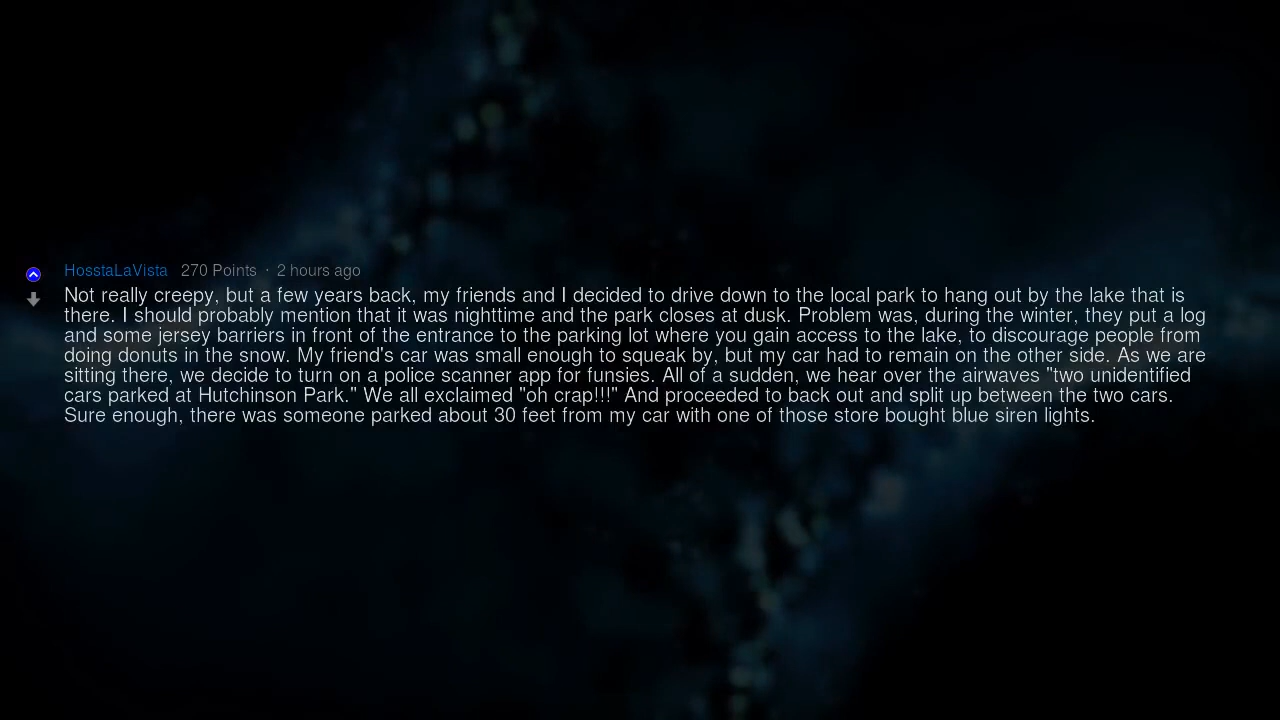 HosstaLaVista 270 Points · 2 hours ago
Not really creepy, but a few years back, my friends and I decided to drive down to the local park to hang out by the lake that is
there. I should probably mention that it was nighttime and the park closes at dusk. Problem was, during the winter, they put a log
and some jersey barriers in front of the entrance to the parking lot where you gain access to the lake, to discourage people from
doing donuts in the snow. My friend's car was small enough to squeak by, but my car had to remain on the other side. As we are
sitting there, we decide to turn on a police scanner app for funsies. All of a sudden, we hear over the airwaves "two unidentified
cars parked at Hutchinson Park." We all exclaimed "oh crap!!!" And proceeded to back out and split up between the two cars.
Sure enough, there was someone parked about 30 feet from my car with one of those store bought blue siren lights.